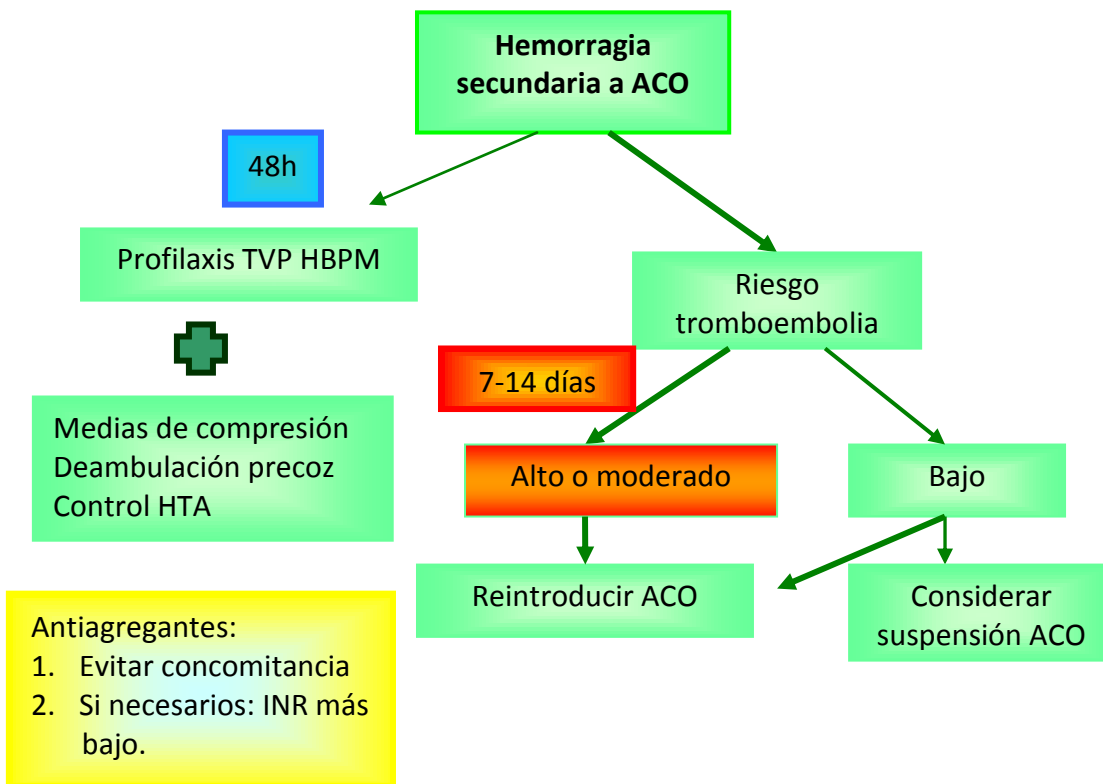 Hemorragia
secundaria a ACO
48h
Profilaxis TVP HBPM
Riesgo
tromboembolia
7-14 días
Medias de compresión
Deambulación precoz
Control HTA
Alto o moderado
Bajo
Reintroducir ACO
Considerar
suspensión ACO
Antiagregantes:
1. Evitar concomitancia
2. Si necesarios: INR más
bajo.